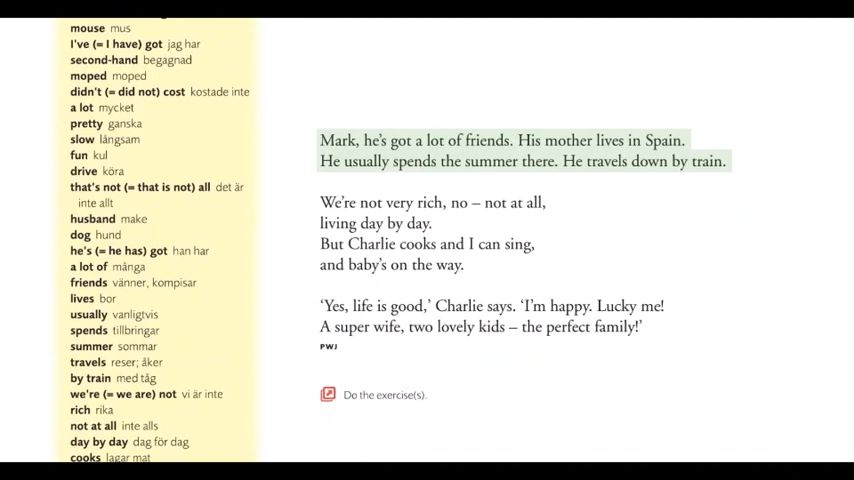 mouse mus
I've (= I have) got jag har
second-hand begagnad
moped moped
didn't (= did not) cost kostade inte
a lot mycket
pretty ganska
slow långsam
fun kul
drive köra
that's not (= that is not) all det är
inte allt
husband make
dog hund
he's (= he has) got han har
a lot of många
friends vänner, kompisar
lives bor
usually vanligtvis
spends tillbringar
summer sommar
travels reser; åker
by train med tåg
we're (= we are) not vi är inte
rich rika
not at all inte alls
day by day dag för dag
cooks lagar mat
Mark, he's got a lot of friends. His mother lives in Spain.
He usually spends the summer there. He travels down by train.
We're not very rich, no – not at all,
living day by day.
But Charlie cooks and I can sing,
and baby's on the way.
‘Yes, life is good,’ Charlie says. ‘I'm happy. Lucky me!
A super wife, two lovely kids – the perfect family!’
PWJ
Do the exercise(s).